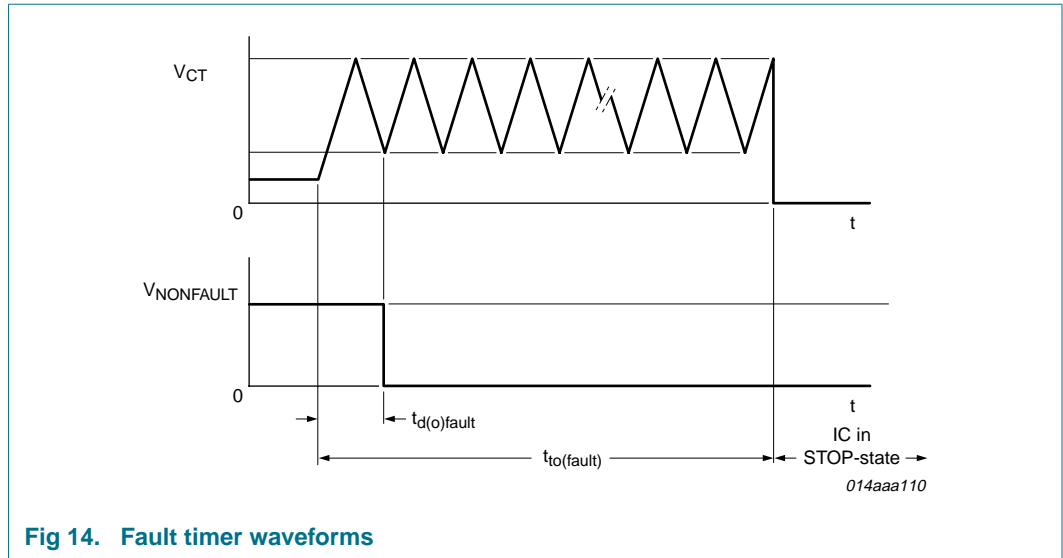 VCT
0
t
VNONFAULT
0
t
td(o)fault
tto(fault)
IC in
STOP-state
014aaa110
Fig 14. Fault timer waveforms